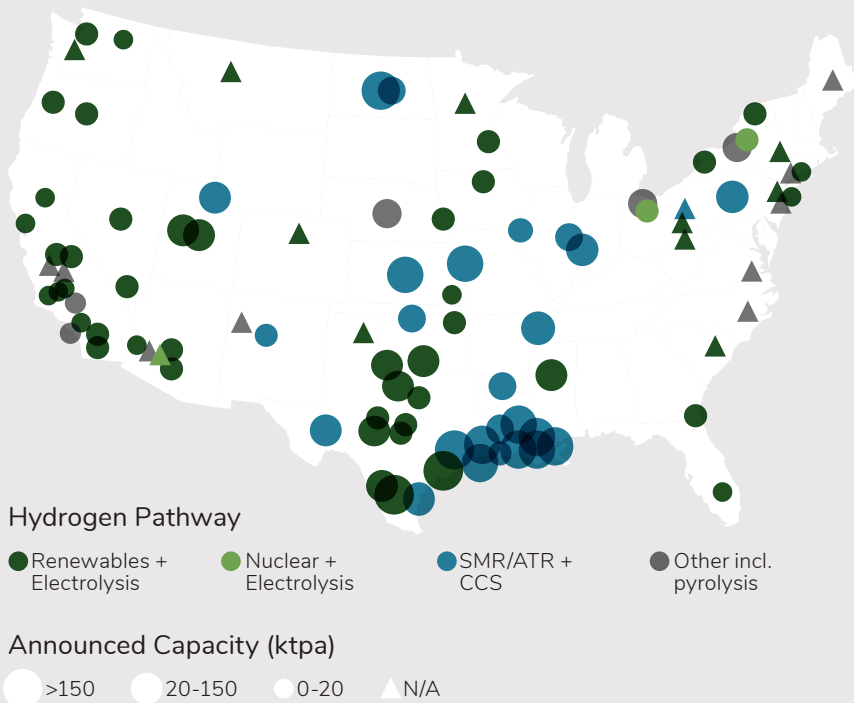 Hydrogen Pathway
Renewables +
Electrolysis
Nuclear +
Electrolysis
SMR/ATR +
CCS
Other incl.
pyrolysis
Announced Capacity (ktpa)
>150
20-150
0-20
N/A